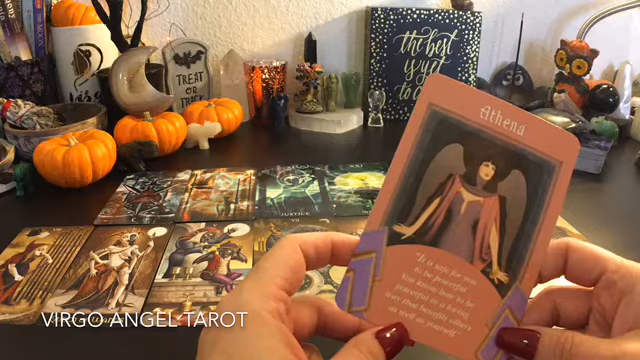 the best
is yet
to
TREAT
OR
TRICK
Athena
"It is safe for you
to be powerful.
You know how to be
powerful in a loving
way that benefits others
as well as yourself."
JUSTICE
VIRGO ANGEL TAROT